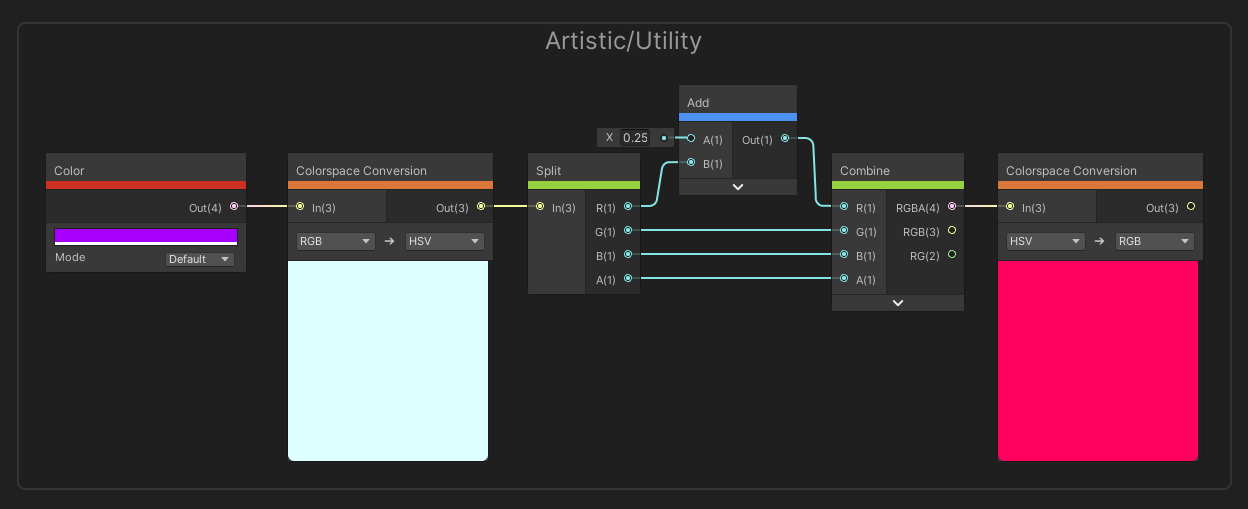 Artistic/Utility
Color
Out(4)
Mode
Default
Colorspace Conversion
In(3)
Out(3)
RGB
HSV
Split
In(3)
R(1)
G(1)
B(1)
A(1)
X 0.25
Add
A(1)
Out(1)
B(1)
Combine
R(1)
RGBA(4)
G(1)
RGB(3)
B(1)
RG(2)
A(1)
Colorspace Conversion
In(3)
Out(3)
HSV
RGB